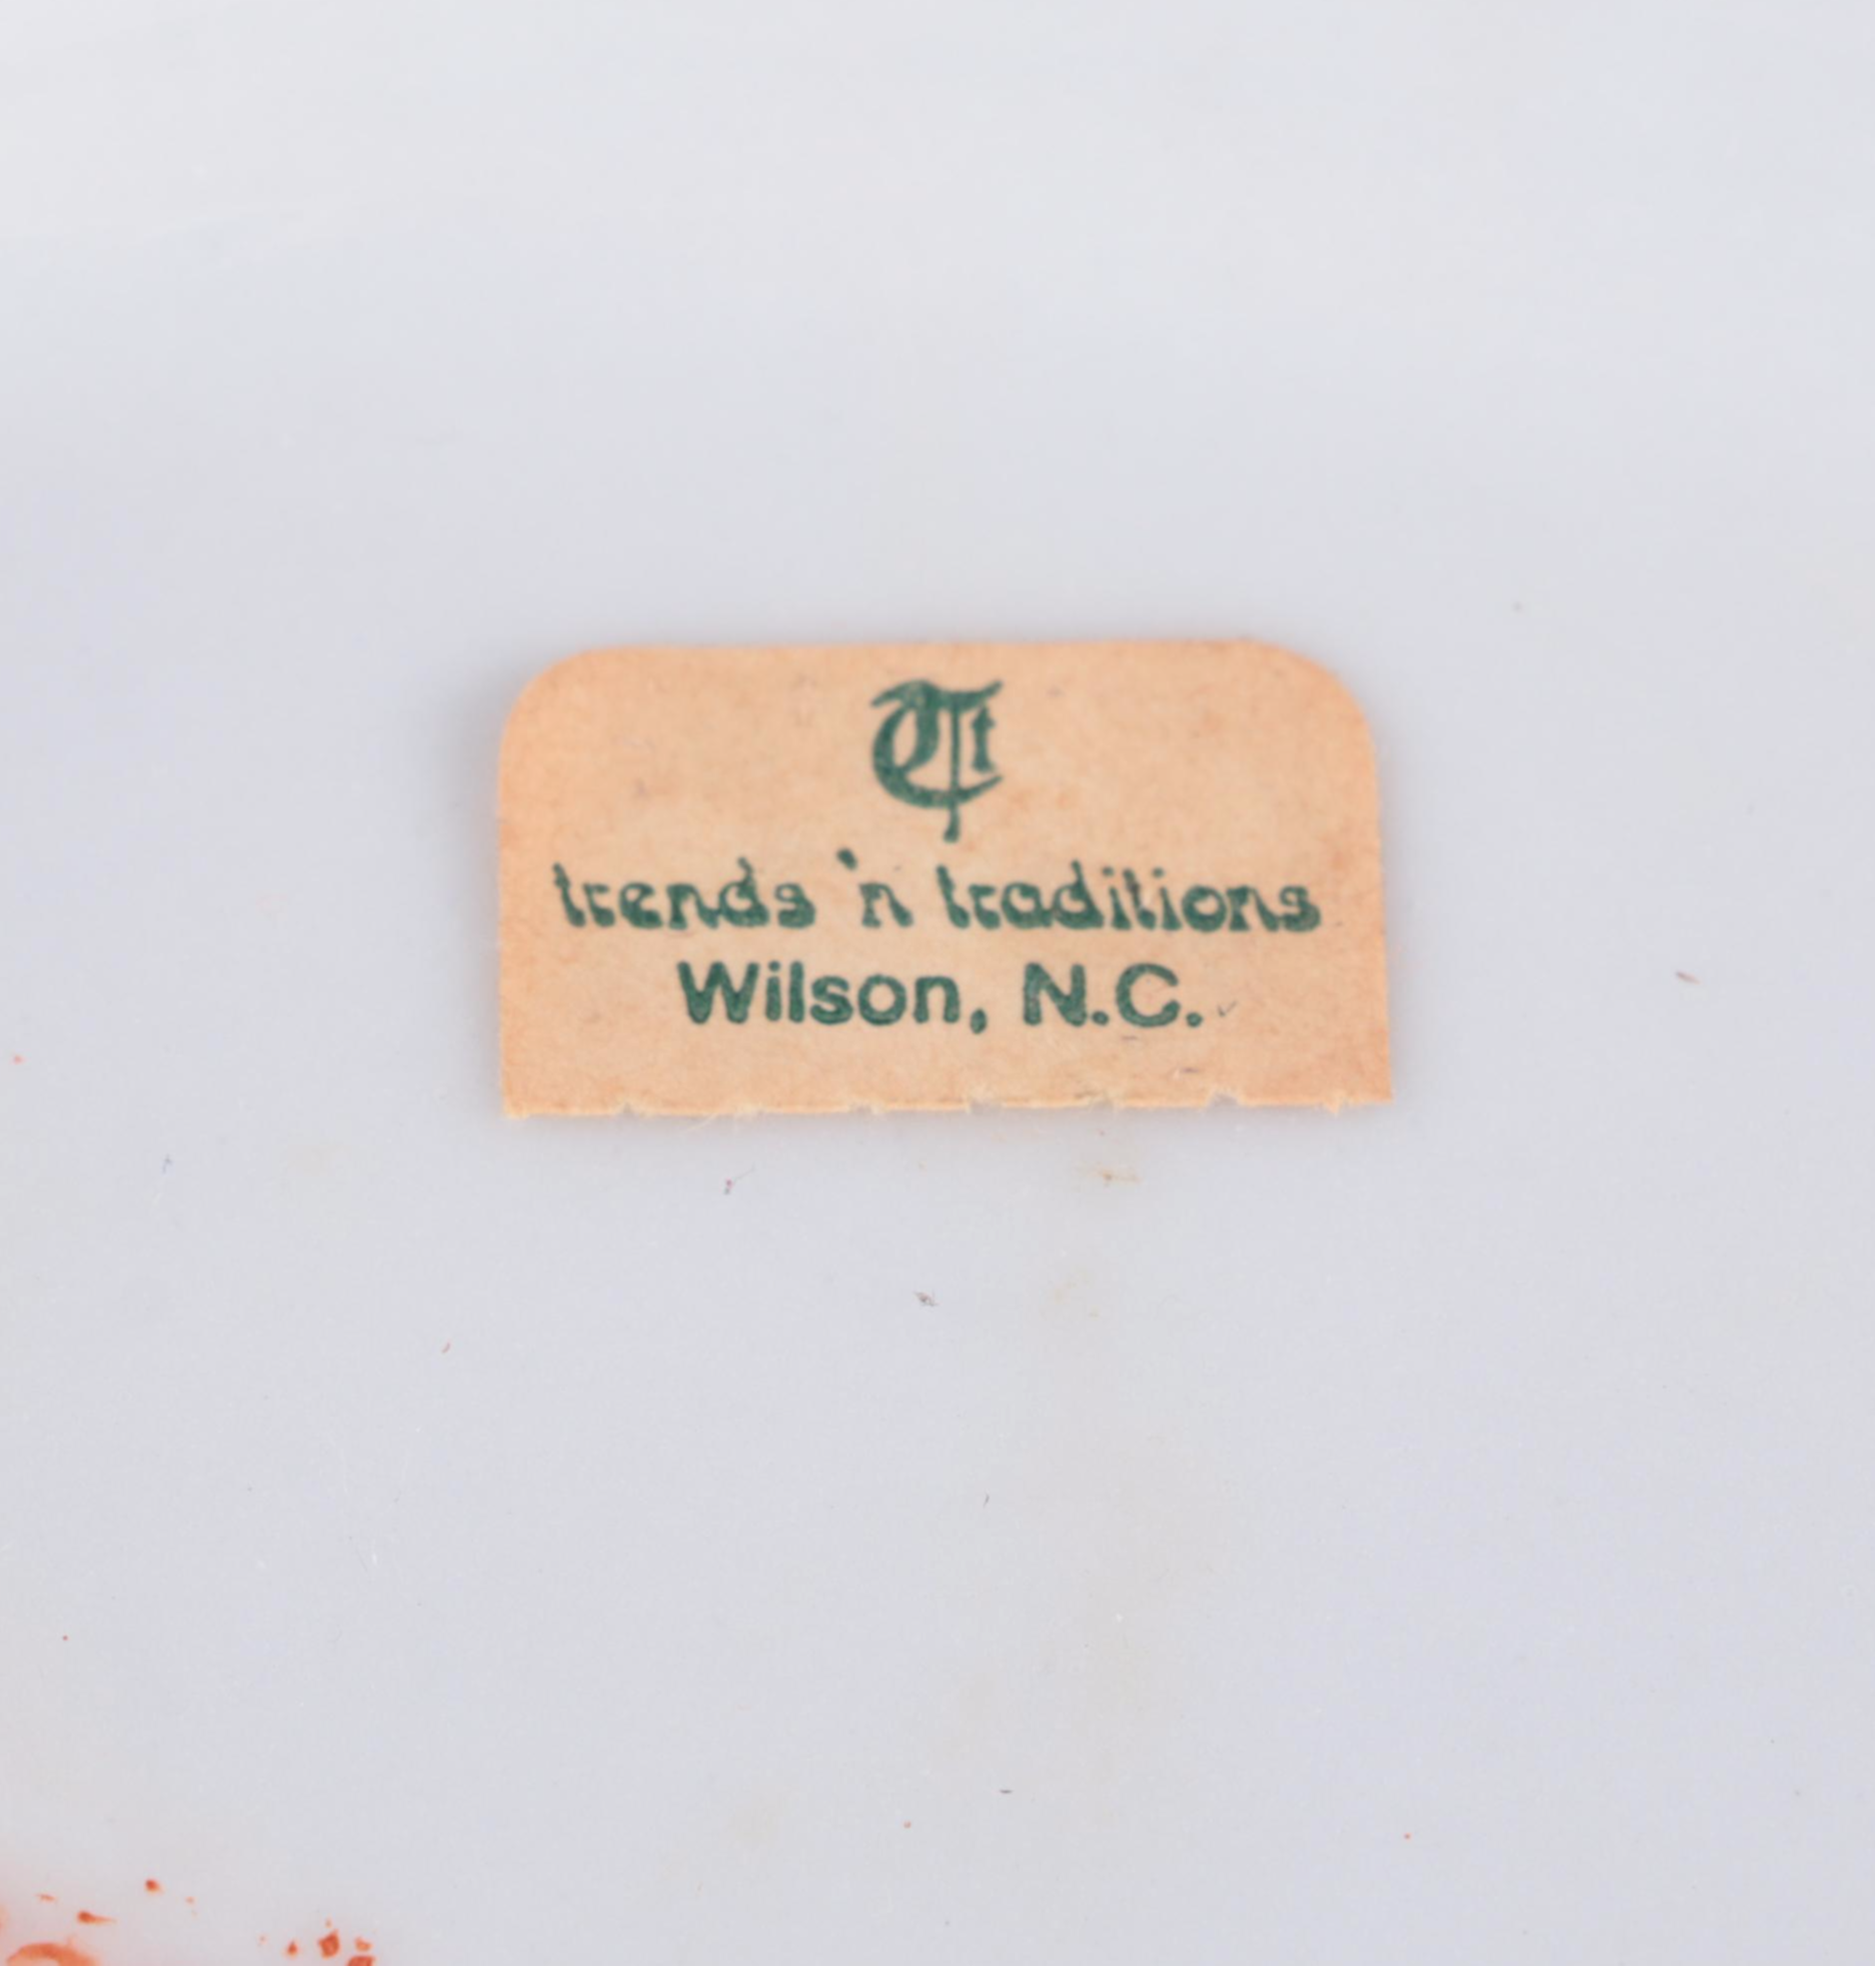 Tt
trends 'n traditions
Wilson, N.C.